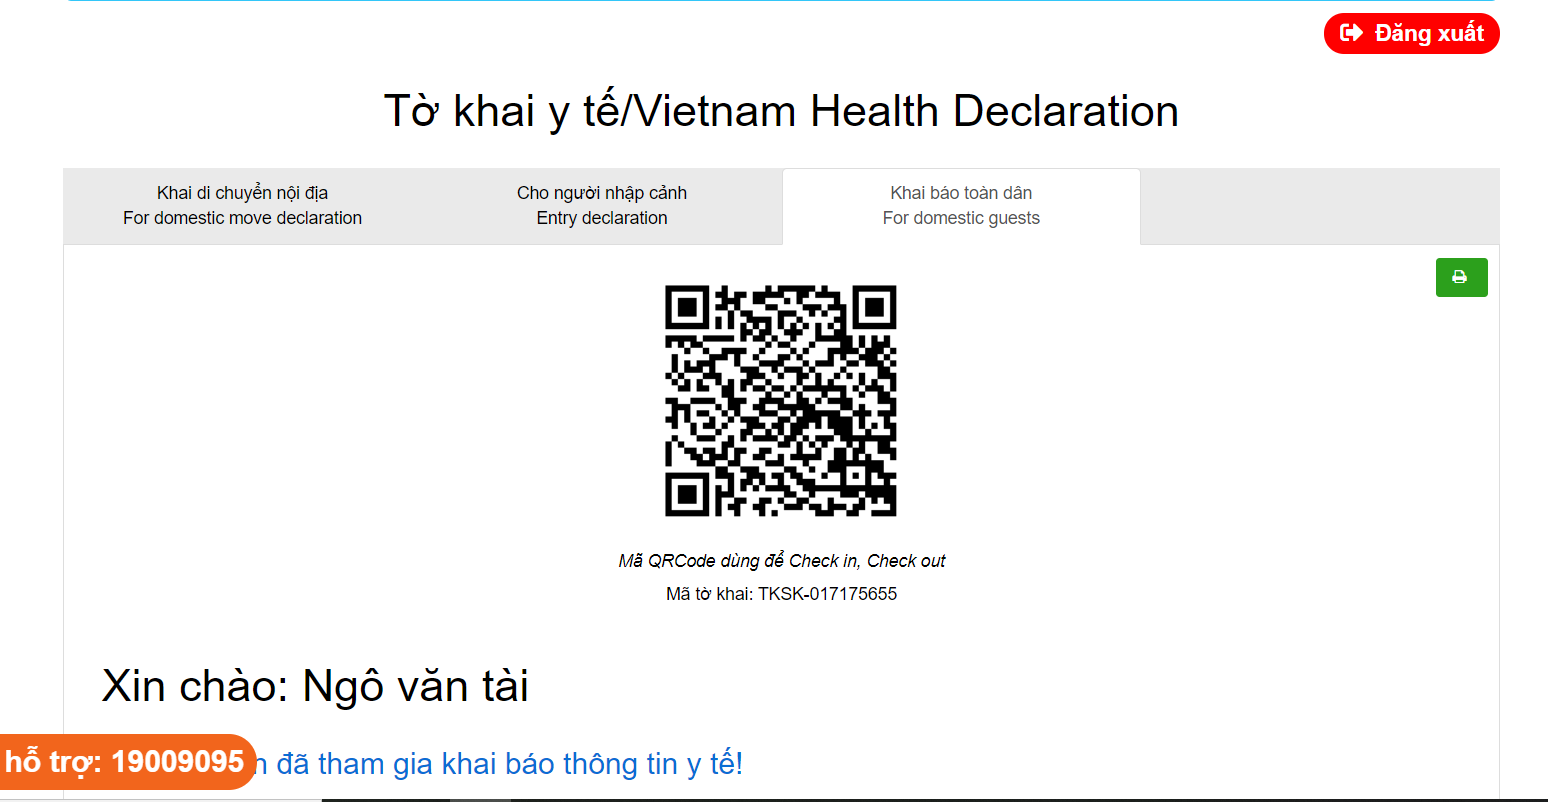 Đăng xuất
Tờ khai y tế/Vietnam Health Declaration
Khai di chuyển nội địa
For domestic move declaration
Cho người nhập cảnh
Entry declaration
Khai báo toàn dân
For domestic guests
Mã QRCode dùng để Check in, Check out
Mã tờ khai: TKSK-017175655
Xin chào: Ngô văn tài
hỗ trợ: 19009095
đã tham gia khai báo thông tin y tế!